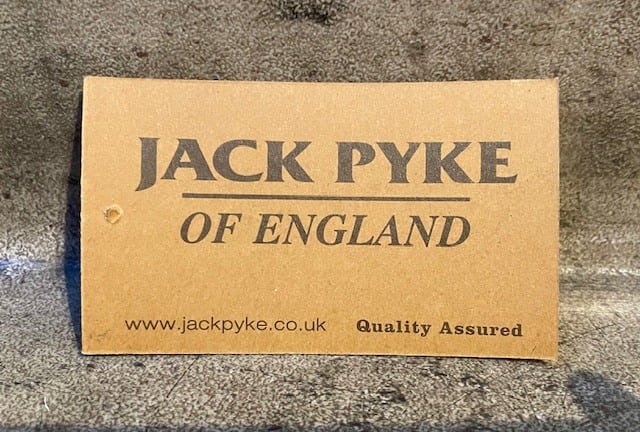 JACK PYKE
OF ENGLAND
www.jackpyke.co.uk Quality Assured